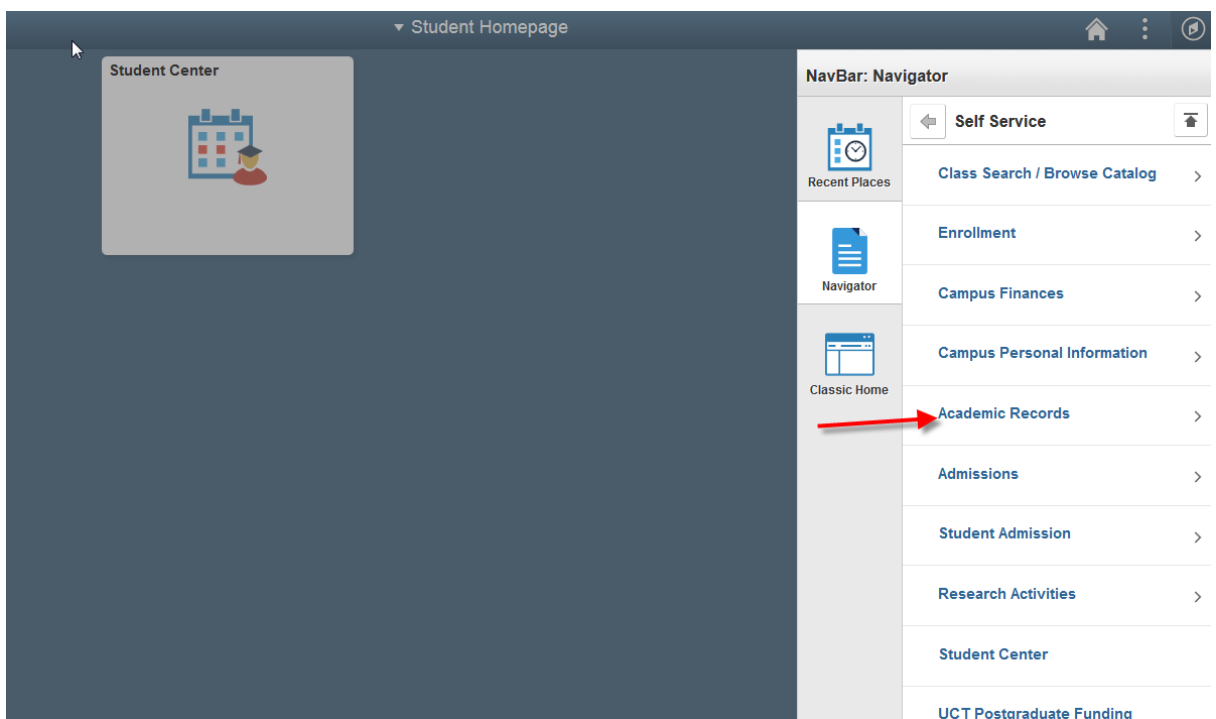 Student Homepage
Student Center
NavBar: Navigator
Recent Places
Navigator
Classic Home
Self Service
Class Search / Browse Catalog
Enrollment
Campus Finances
Campus Personal Information
Academic Records
Admissions
Student Admission
Research Activities
Student Center
UCT Postgraduate Funding